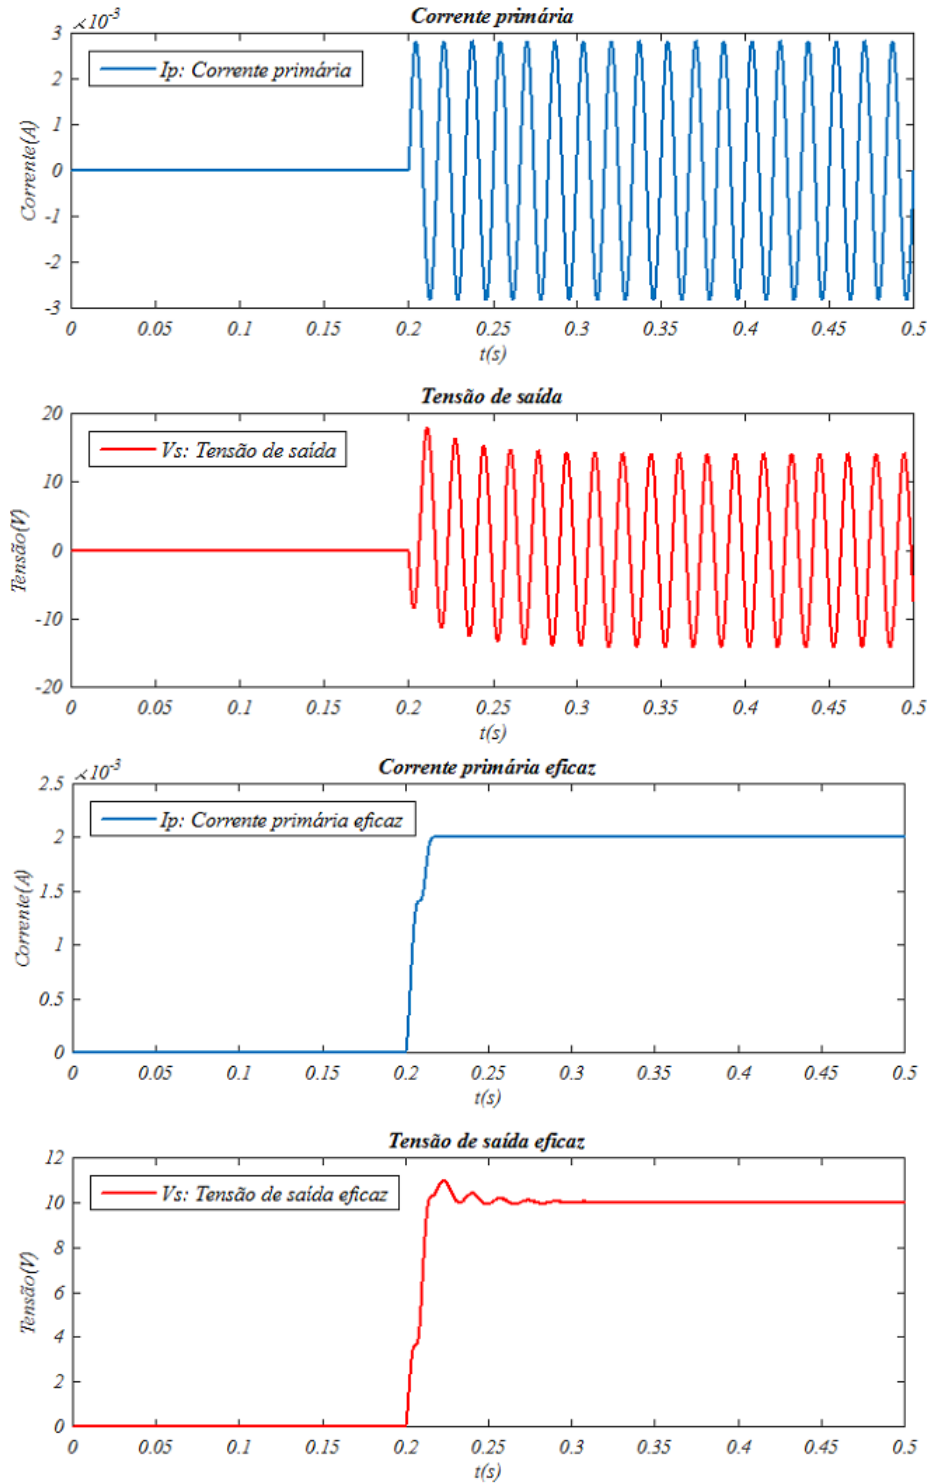 Corrente primária
×10⁻³
3
2
1
0
-1
-2
-3
Corrente(A)
Ip: Corrente primária
0 0.05 0.1 0.15 0.2 0.25 0.3 0.35 0.4 0.45 0.5
t(s)
Tensão de saída
20
10
0
-10
-20
Tensão(V)
Vs: Tensão de saída
0 0.05 0.1 0.15 0.2 0.25 0.3 0.35 0.4 0.45 0.5
t(s)
Corrente primária eficaz
×10⁻³
2.5
2
1.5
1
0.5
0
Corrente(A)
Ip: Corrente primária eficaz
0 0.05 0.1 0.15 0.2 0.25 0.3 0.35 0.4 0.45 0.5
t(s)
Tensão de saída eficaz
12
10
8
6
4
2
0
Tensão(V)
Vs: Tensão de saída eficaz
0 0.05 0.1 0.15 0.2 0.25 0.3 0.35 0.4 0.45 0.5
t(s)